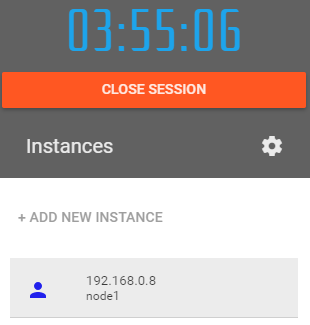 03:55:06
CLOSE SESSION
Instances
+ ADD NEW INSTANCE
192.168.0.8
node1